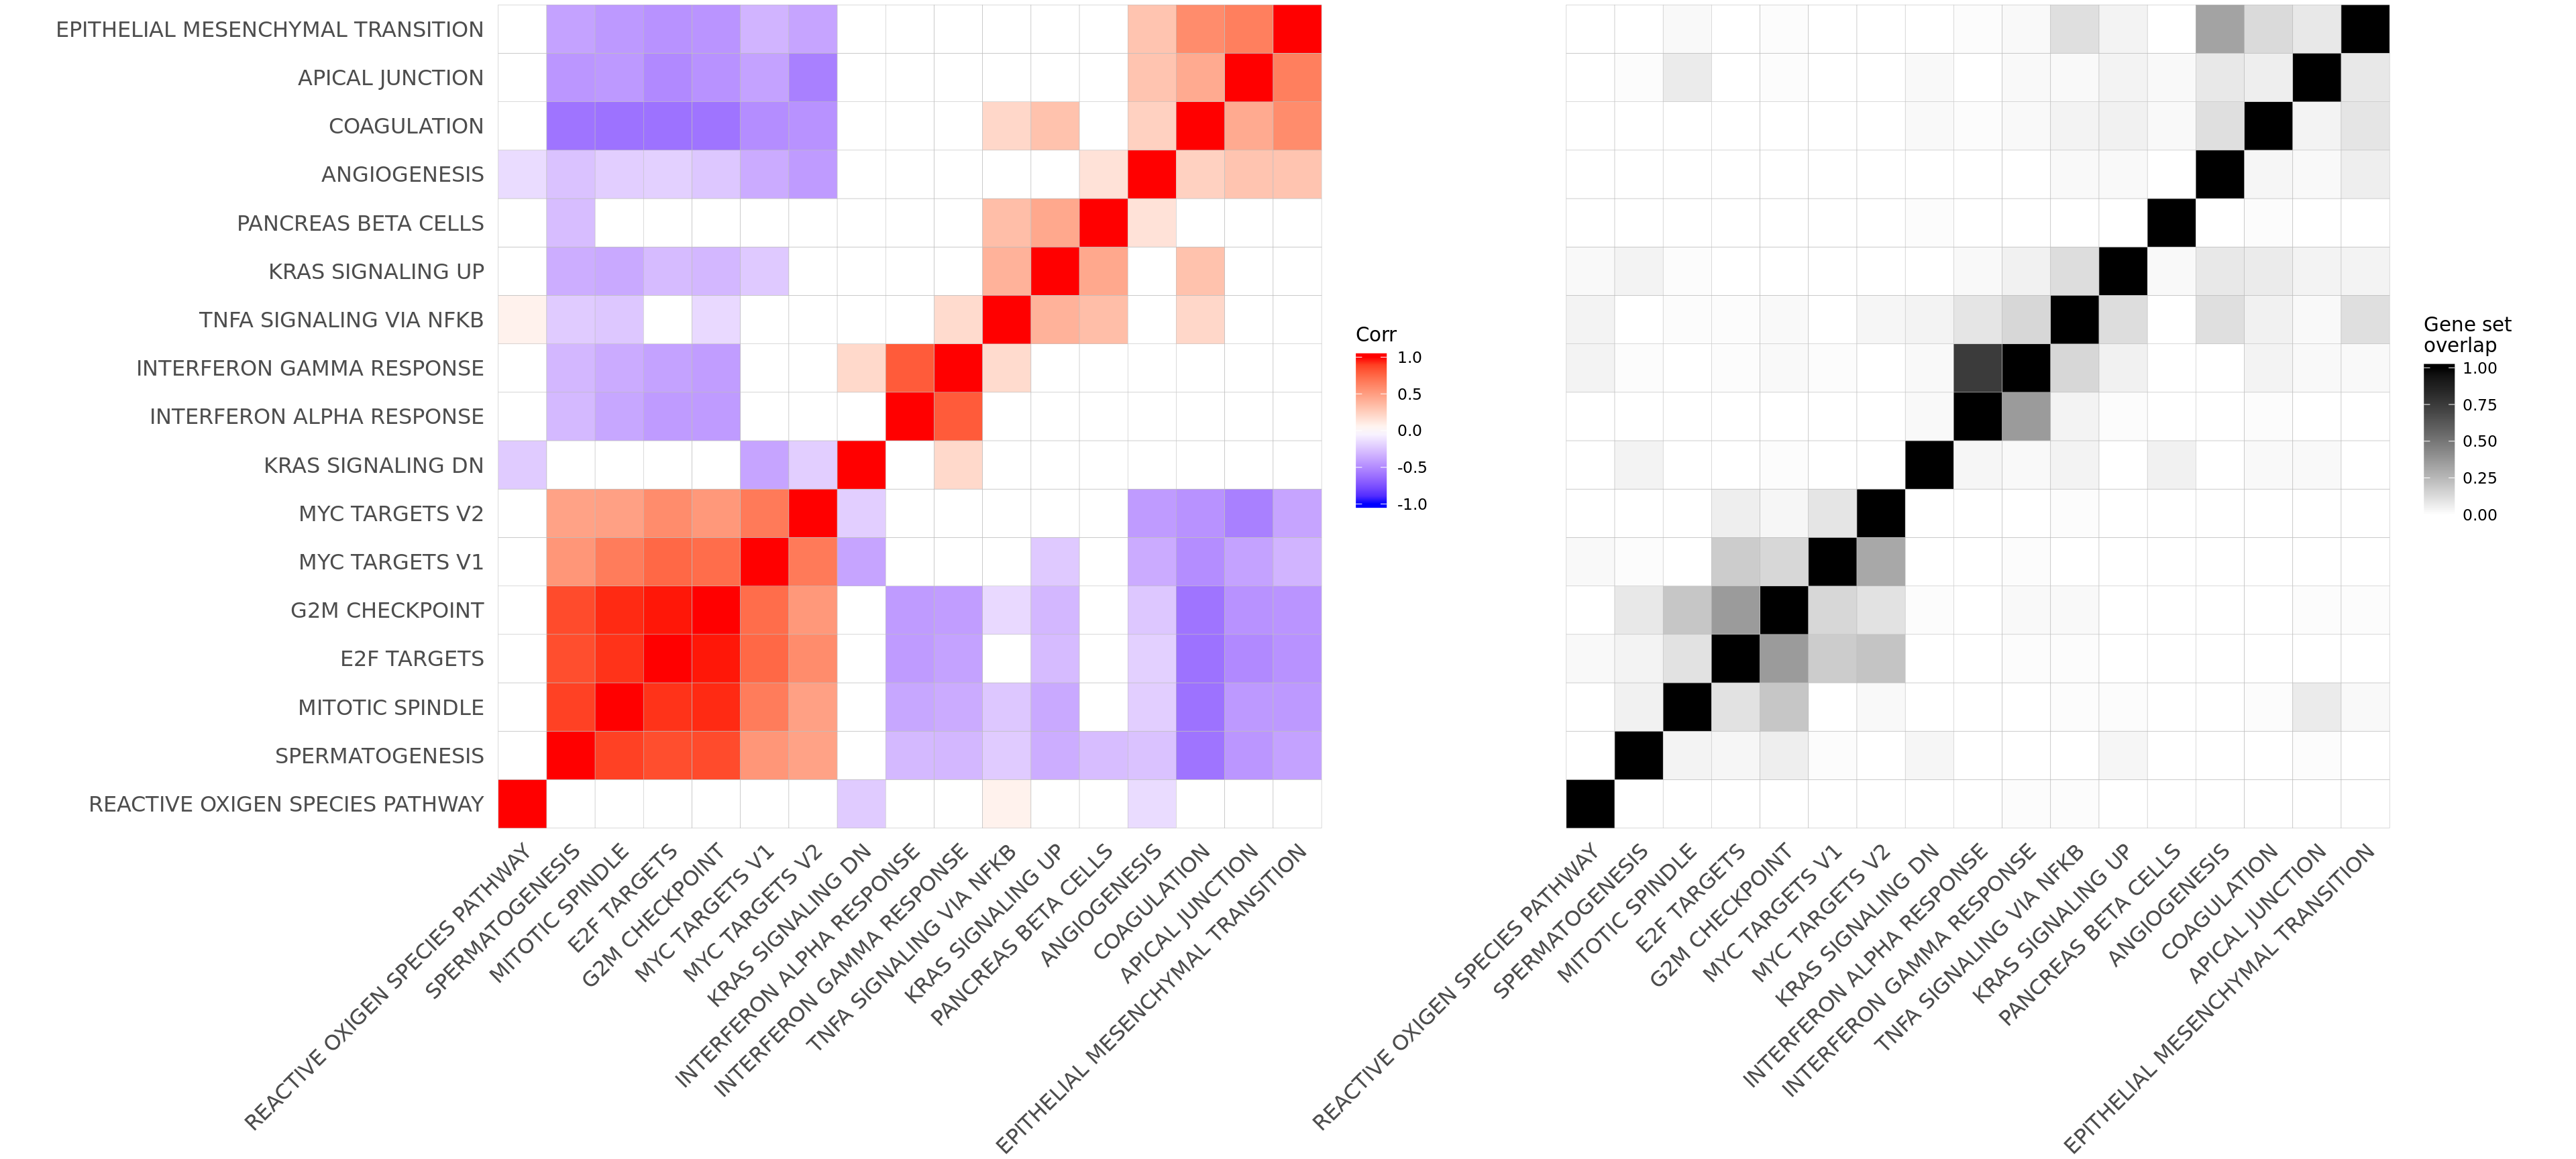 EPITHELIAL MESENCHYMAL TRANSITION
APICAL JUNCTION
COAGULATION
ANGIOGENESIS
PANCREAS BETA CELLS
KRAS SIGNALING UP
TNFA SIGNALING VIA NFKB
INTERFERON GAMMA RESPONSE
INTERFERON ALPHA RESPONSE
KRAS SIGNALING DN
MYC TARGETS V2
MYC TARGETS V1
G2M CHECKPOINT
E2F TARGETS
MITOTIC SPINDLE
SPERMATOGENESIS
REACTIVE OXIGEN SPECIES PATHWAY
REACTIVE OXIGEN SPECIES PATHWAY
SPERMATOGENESIS
MITOTIC SPINDLE
E2F TARGETS
G2M CHECKPOINT
MYC TARGETS V1
MYC TARGETS V2
KRAS SIGNALING DN
INTERFERON ALPHA RESPONSE
INTERFERON GAMMA RESPONSE
TNFA SIGNALING VIA NFKB
KRAS SIGNALING UP
PANCREAS BETA CELLS
ANGIOGENESIS
COAGULATION
APICAL JUNCTION
EPITHELIAL MESENCHYMAL TRANSITION
Corr
1.0
0.5
0.0
-0.5
-1.0
REACTIVE OXIGEN SPECIES PATHWAY
SPERMATOGENESIS
MITOTIC SPINDLE
E2F TARGETS
G2M CHECKPOINT
MYC TARGETS V1
MYC TARGETS V2
KRAS SIGNALING DN
INTERFERON ALPHA RESPONSE
INTERFERON GAMMA RESPONSE
TNFA SIGNALING VIA NFKB
KRAS SIGNALING UP
PANCREAS BETA CELLS
ANGIOGENESIS
COAGULATION
APICAL JUNCTION
EPITHELIAL MESENCHYMAL TRANSITION
Gene set
overlap
1.00
0.75
0.50
0.25
0.00